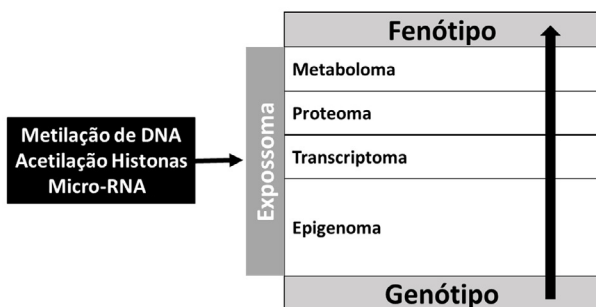 Fenótipo
Metaboloma
Proteoma
Transcriptoma
Epigenoma
Genótipo
Expossoma
Metilação de DNA
Acetilação Histonas
Micro-RNA